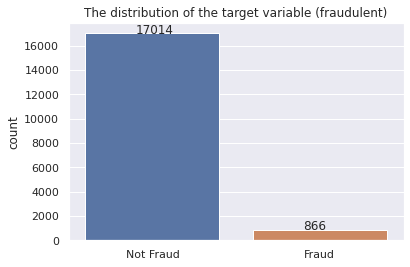 The distribution of the target variable (fraudulent)
17014
16000
14000
12000
10000
8000
6000
4000
2000
0
count
866
Not Fraud
Fraud